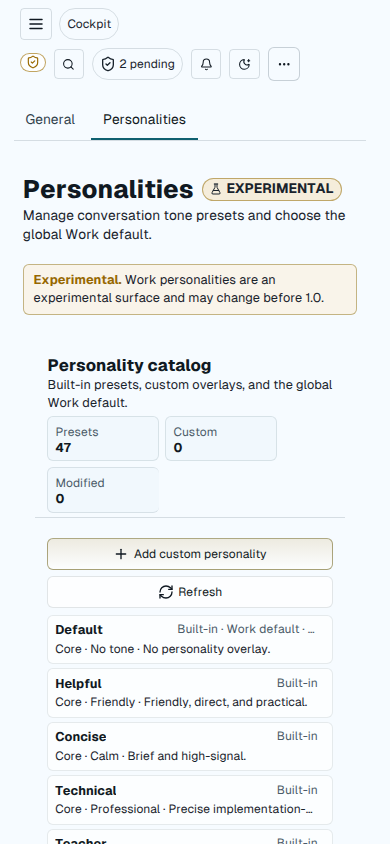 Cockpit
2 pending
General
Personalities
Personalities
EXPERIMENTAL
Manage conversation tone presets and choose the
global Work default.
Experimental. Work personalities are an
experimental surface and may change before 1.0.
Personality catalog
Built-in presets, custom overlays, and the global
Work default.
Presets
47
Custom
0
Modified
0
Add custom personality
Refresh
Default
Built-in · Work default · ...
Core · No tone · No personality overlay.
Helpful
Built-in
Core · Friendly · Friendly, direct, and practical.
Concise
Built-in
Core · Calm · Brief and high-signal.
Technical
Built-in
Core · Professional · Precise implementation-...
Teacher
Built-in